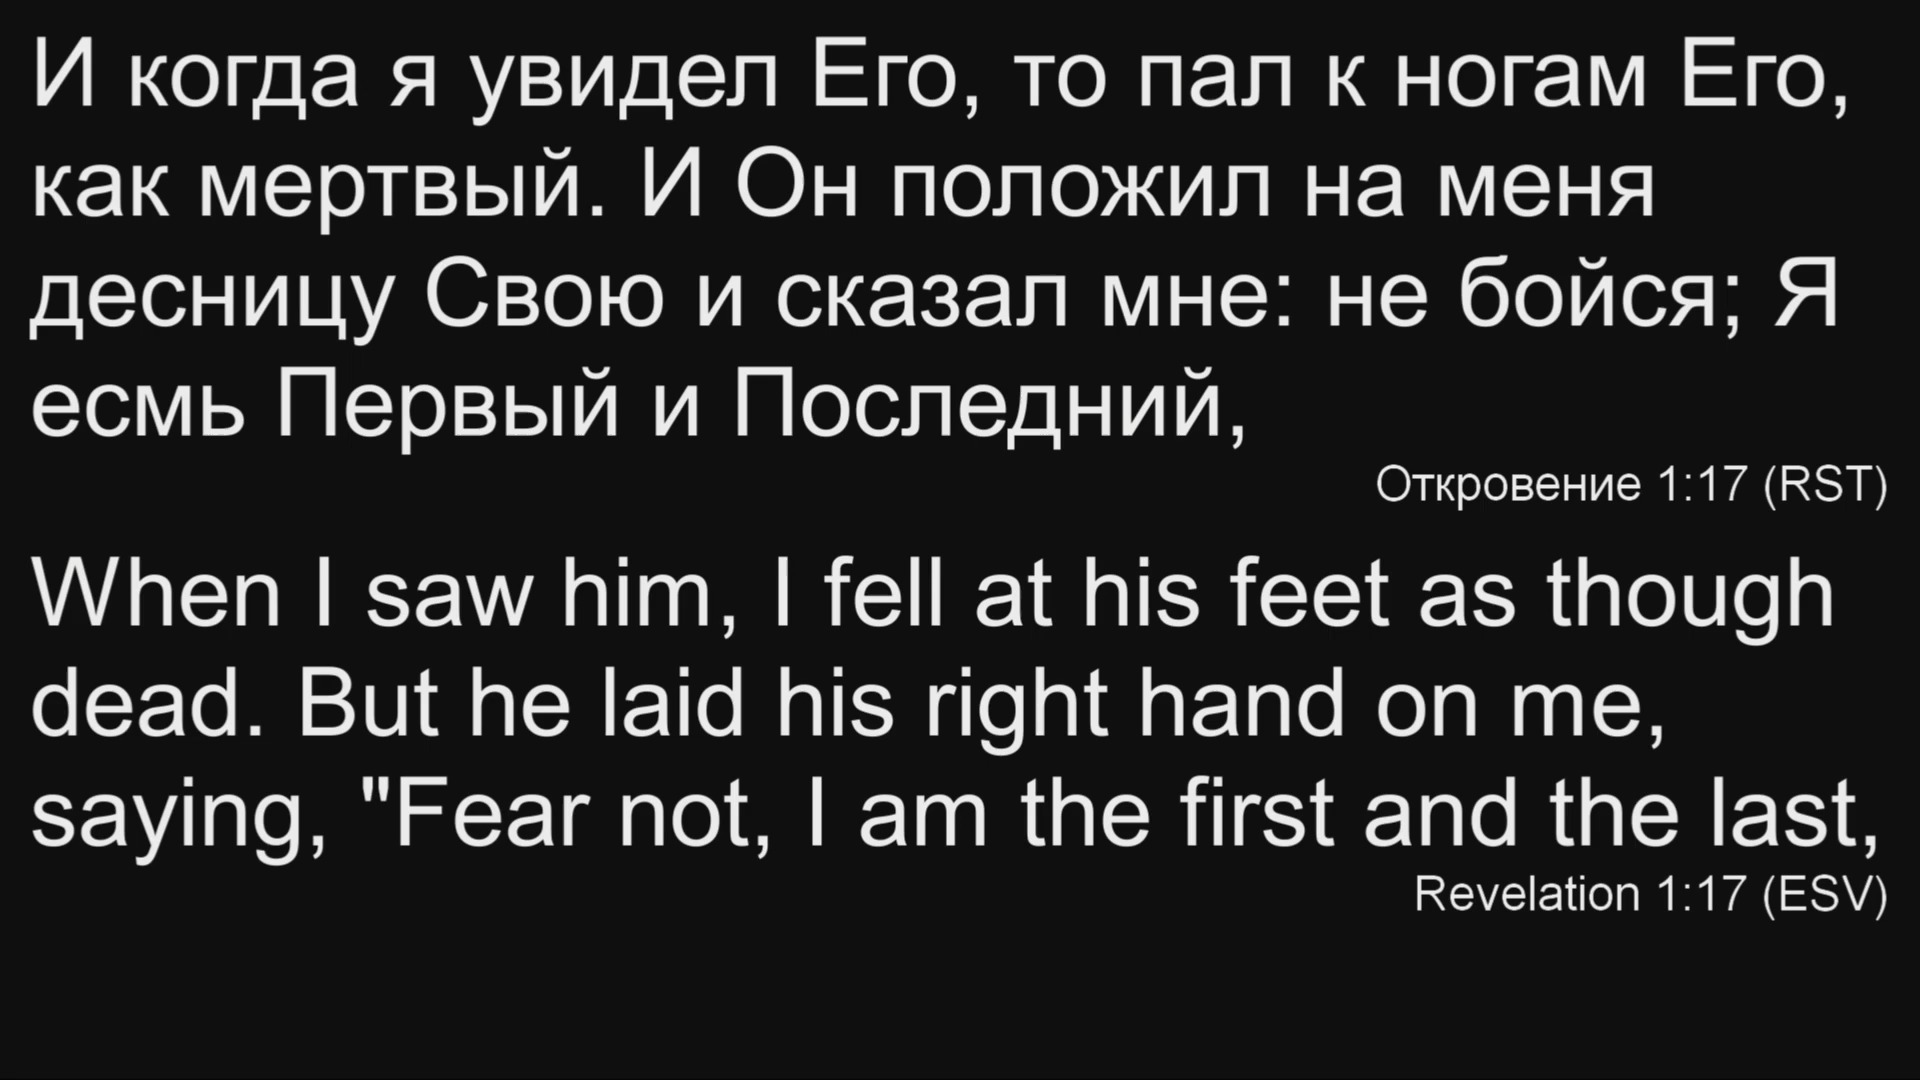 И когда я увидел Его, то пал к ногам Его,
как мертвый. И Он положил на меня
десницу Свою и сказал мне: не бойся; Я
есмь Первый и Последний,
Откровение 1:17 (RST)
When I saw him, I fell at his feet as though
dead. But he laid his right hand on me,
saying, "Fear not, I am the first and the last,
Revelation 1:17 (ESV)